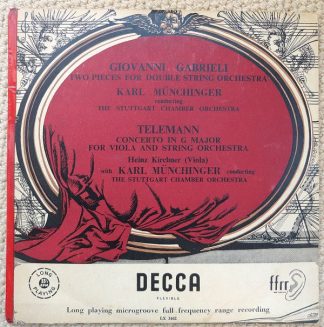 GIOVANNI GABRIELI
TWO PIECES FOR DOUBLE STRING ORCHESTRA
KARL MÜNCHINGER
conducting
THE STUTTGART CHAMBER ORCHESTRA
TELEMANN
CONCERTO IN G MAJOR
FOR VIOLA AND STRING ORCHESTRA
Heinz Kirchner (Viola)
with KARL MÜNCHINGER conducting
THE STUTTGART CHAMBER ORCHESTRA
LONG
PLAYING
DECCA
FLEXIBLE
ffrr
Long playing microgroove full frequency range recording